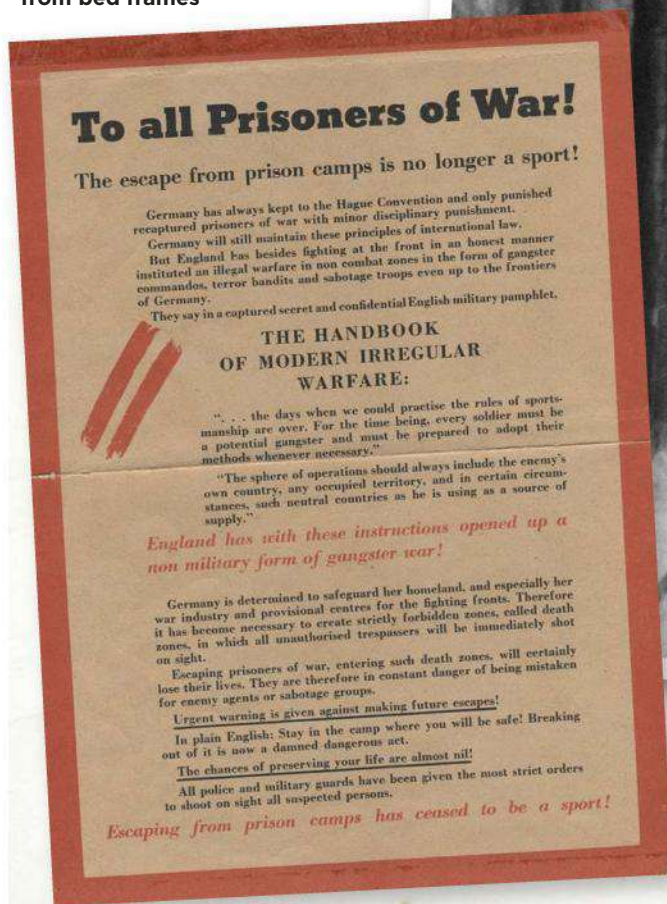 from bed frames
To all Prisoners of War!
The escape from prison camps is no longer a sport!
Germany has always kept to the Hague Convention and only punished
recaptured prisoners of war with minor disciplinary punishment.
Germany will still maintain these principles of international law.
But England has besides fighting at the front in an honest manner
instituted an illegal warfare in non combat zones in the form of gangster
commandos, terror bandits and sabotage troops even up to the frontiers
of Germany.
They say in a captured secret and confidential English military pamphlet,
THE HANDBOOK
OF MODERN IRREGULAR
WARFARE:
“. . . the days when we could practise the rules of sports-
manship are over. For the time being, every soldier must be
a potential gangster and must be prepared to adopt their
methods whenever necessary.”
“The sphere of operations should always include the enemy’s
own country, any occupied territory, and in certain circum-
stances, such neutral countries as he is using as a source of
supply.”
England has with these instructions opened up a
non military form of gangster war!
Germany is determined to safeguard her homeland, and especially her
war industry and provisional centres for the fighting fronts. Therefore
it has become necessary to create strictly forbidden zones, called death
zones, in which all unauthorised trespassers will be immediately shot
on sight.
Escaping prisoners of war, entering such death zones, will certainly
lose their lives. They are therefore in constant danger of being mistaken
for enemy agents or sabotage groups.
Urgent warning is given against making future escapes!
In plain English: Stay in the camp where you will be safe! Breaking
out of it is now a damned dangerous act.
The chances of preserving your life are almost nil!
All police and military guards have been given the most strict orders
to shoot on sight all suspected persons.
Escaping from prison camps has ceased to be a sport!